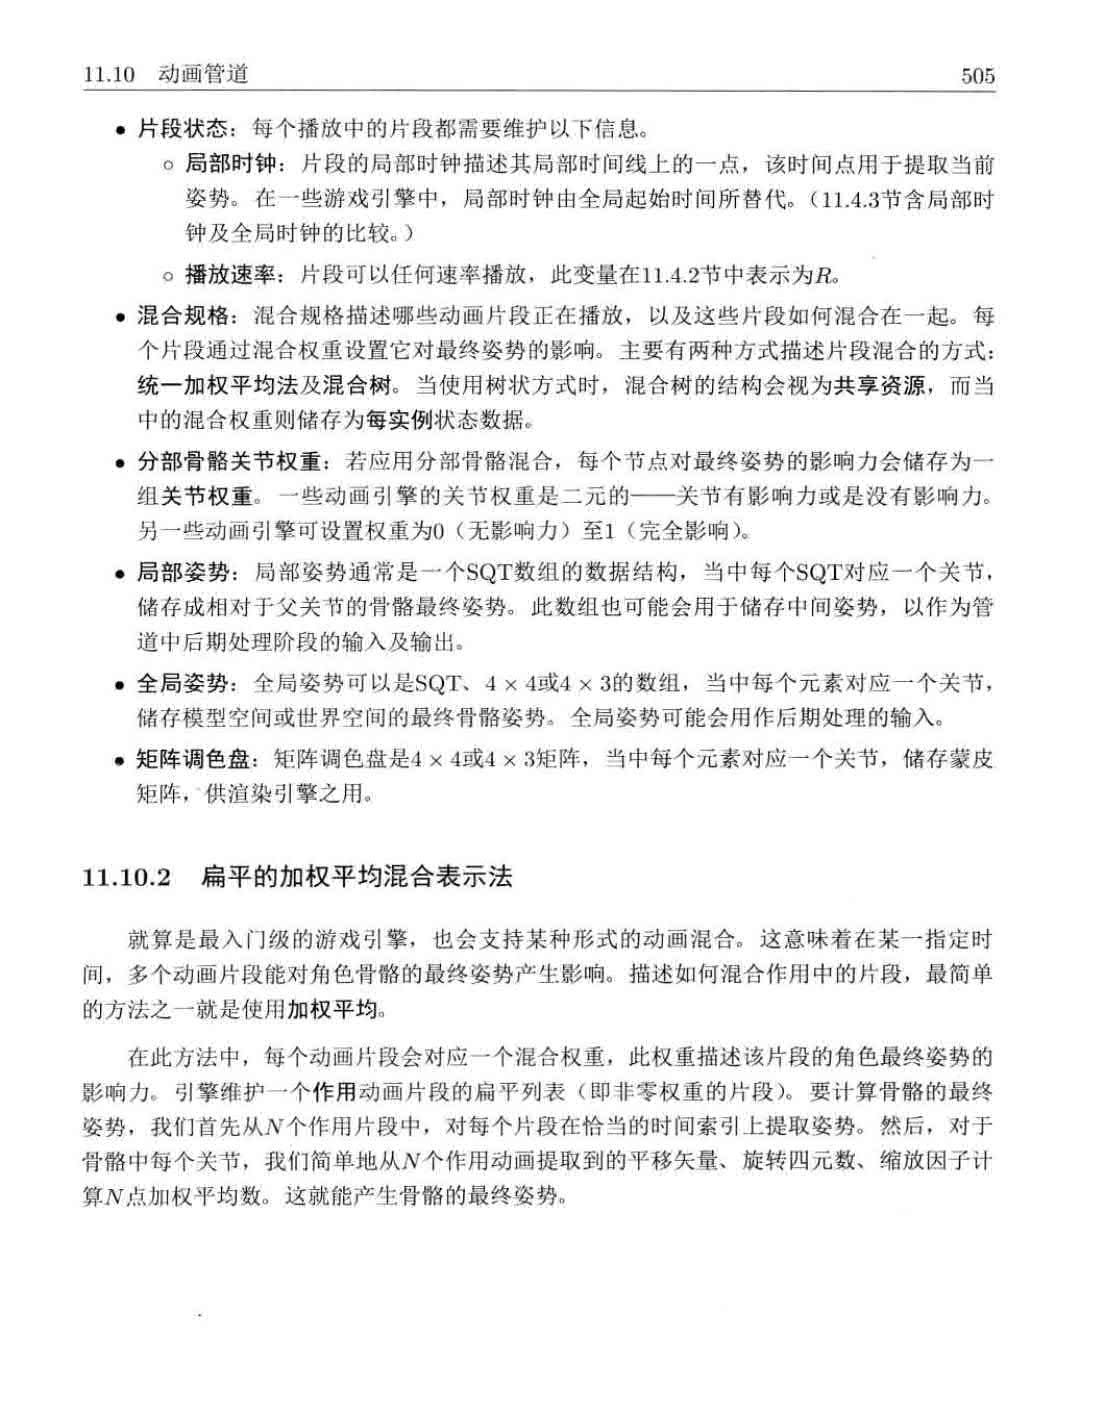 11.10 动画管道 505
• 片段状态：每个播放中的片段都需要维护以下信息。
○ 局部时钟：片段的局部时钟描述其局部时间线上的一点，该时间点用于提取当前
姿势。在一些游戏引擎中，局部时钟由全局起始时间所替代。（11.4.3节含局部时
钟及全局时钟的比较。）
○ 播放速率：片段可以任何速率播放，此变量在11.4.2节中表示为R。
• 混合规格：混合规格描述哪些动画片段正在播放，以及这些片段如何混合在一起。每
个片段通过混合权重设置它对最终姿势的影响。主要有两种方式描述片段混合的方式：
统一加权平均法及混合树。当使用树状方式时，混合树的结构会视为共享资源，而当
中的混合权重则储存为每实例状态数据。
• 分部骨骼关节权重：若应用分部骨骼混合，每个节点对最终姿势的影响力会储存为一
组关节权重。一些动画引擎的关节权重是二元的——关节有影响力或是没有影响力。
另一些动画引擎可设置权重为0（无影响力）至1（完全影响）。
• 局部姿势：局部姿势通常是一个SQT数组的数据结构，当中每个SQT对应一个关节，
储存成相对于父关节的骨骼最终姿势。此数组也可能会用于储存中间姿势，以作为管
道中后期处理阶段的输入及输出。
• 全局姿势：全局姿势可以是SQT、4 × 4或4 × 3的数组，当中每个元素对应一个关节，
储存模型空间或世界空间的最终骨骼姿势。全局姿势可能会用作后期处理的输入。
• 矩阵调色盘：矩阵调色盘是4 × 4或4 × 3矩阵，当中每个元素对应一个关节，储存蒙皮
矩阵，供渲染引擎之用。
11.10.2 扁平的加权平均混合表示法
就算是最入门级的游戏引擎，也会支持某种形式的动画混合。这意味着在某一指定时
间，多个动画片段能对角色骨骼的最终姿势产生影响。描述如何混合作用中的片段，最简单
的方法之一就是使用加权平均。
在此方法中，每个动画片段会对应一个混合权重，此权重描述该片段的角色最终姿势的
影响力。引擎维护一个作用动画片段的扁平列表（即非零权重的片段）。要计算骨骼的最终
姿势，我们首先从N个作用片段中，对每个片段在恰当的时间索引上提取姿势。然后，对于
骨骼中每个关节，我们简单地从N个作用动画提取到的平移矢量、旋转四元数、缩放因子计
算N点加权平均数。这就能产生骨骼的最终姿势。